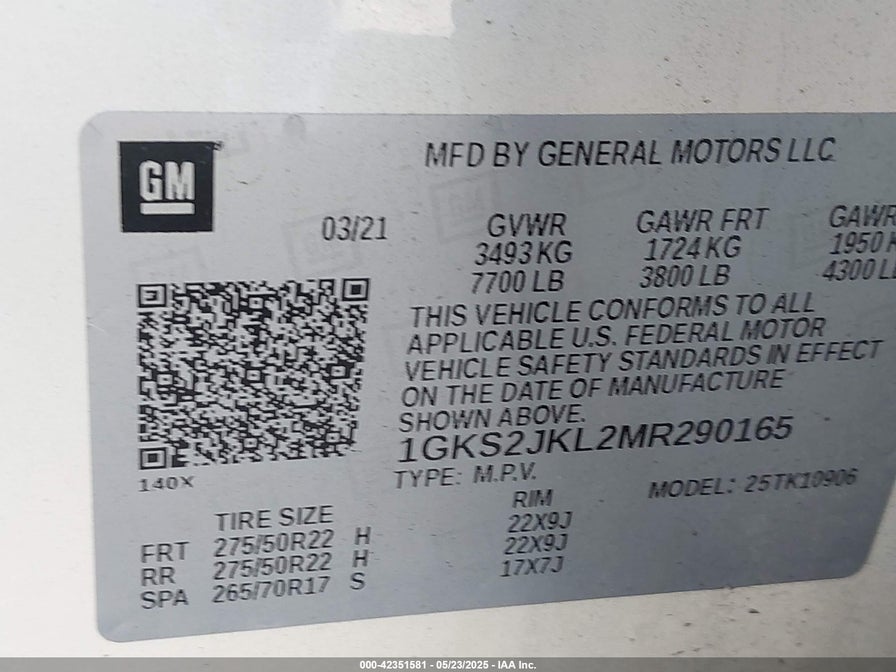 GM
MFD BY GENERAL MOTORS LLC
03/21 GVWR GAWR FRT GAWR
3493 KG 1724 KG 1950
7700 LB 3800 LB 4300
THIS VEHICLE CONFORMS TO ALL
APPLICABLE U.S. FEDERAL MOTOR
VEHICLE SAFETY STANDARDS IN EFFECT
ON THE DATE OF MANUFACTURE
SHOWN ABOVE.
1GKS2JKL2MR290165
140X
TYPE: M.P.V. MODEL: 25TK10906
TIRE SIZE RIM
FRT 275/50R22 H 22X9J
RR 275/50R22 H 22X9J
SPA 265/70R17 S 17X7J
000-42351581 - 05/23/2025 - IAA Inc.